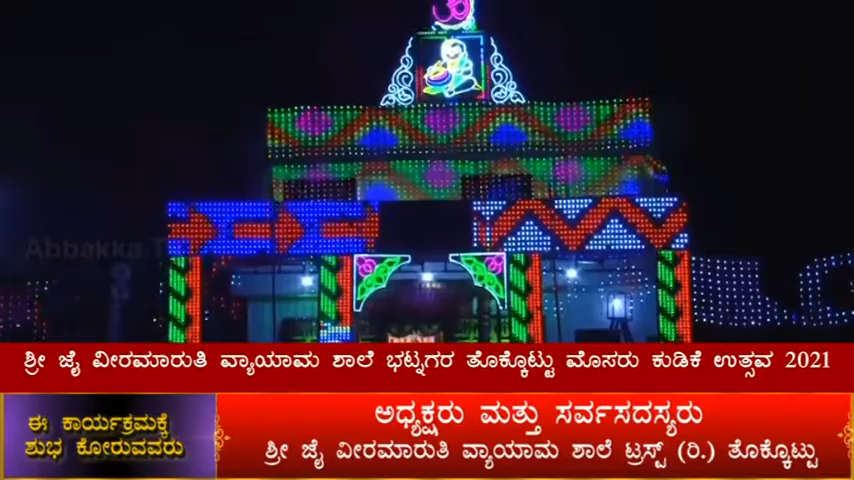 ॐ
Abbakka T
ಶ್ರೀ ಜೈ ವೀರಮಾರುತಿ ವ್ಯಾಯಾಮ ಶಾಲೆ ಭಟ್ನಗರ ತೊಕ್ಕೊಟ್ಟು ಮೊಸರು ಕುಡಿಕೆ ಉತ್ಸವ 2021
ಈ ಕಾರ್ಯಕ್ರಮಕ್ಕೆ
ಶುಭ ಕೋರುವವರು
ಅಧ್ಯಕ್ಷರು ಮತ್ತು ಸರ್ವಸದಸ್ಯರು
ಶ್ರೀ ಜೈ ವೀರಮಾರುತಿ ವ್ಯಾಯಾಮ ಶಾಲೆ ಟ್ರಸ್ಟ್ (ರಿ.) ತೊಕ್ಕೊಟ್ಟು